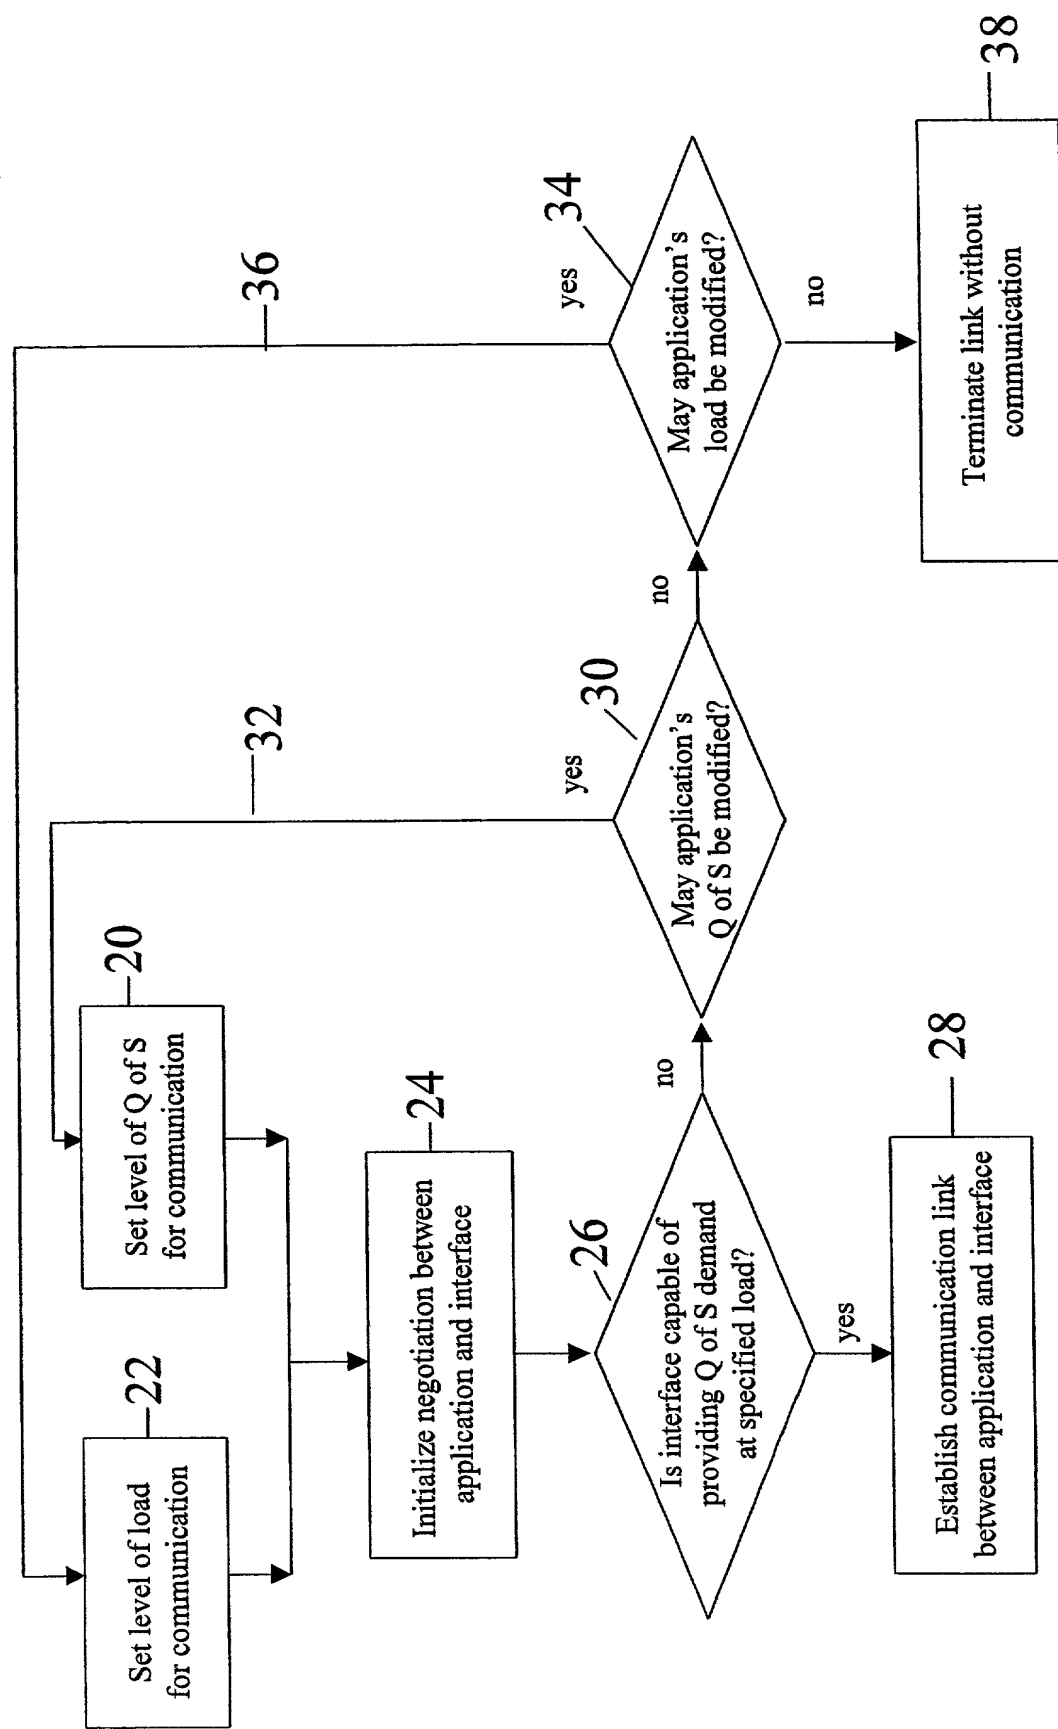 Set level of load
for communication
22
Set level of Q of S
for communication
20
32
36
Initialize negotiation between
application and interface
24
Is interface capable of
providing Q of S demand
at specified load?
26
no
yes
May application's
Q of S be modified?
30
yes
no
May application's
load be modified?
34
yes
no
Establish communication link
between application and interface
28
Terminate link without
communication
38